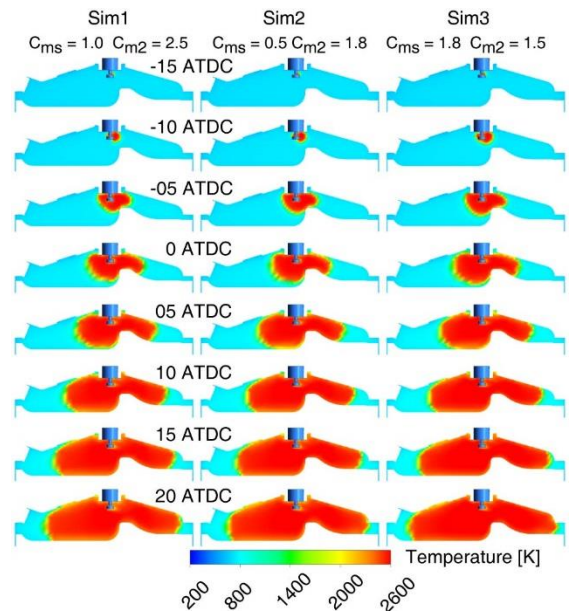 Sim1 Sim2 Sim3
Cms = 1.0 Cm2 = 2.5 Cms = 0.5 Cm2 = 1.8 Cms = 1.8 Cm2 = 1.5
-15 ATDC
-10 ATDC
-05 ATDC
0 ATDC
05 ATDC
10 ATDC
15 ATDC
20 ATDC
Temperature [K]
200 800 1400 2000 2600